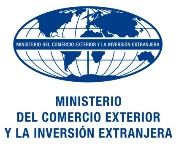 MINISTERIO DEL COMERCIO EXTERIOR Y LA INVERSIÓN EXTRANJERA
MINISTERIO
DEL COMERCIO EXTERIOR
Y LA INVERSIÓN EXTRANJERA